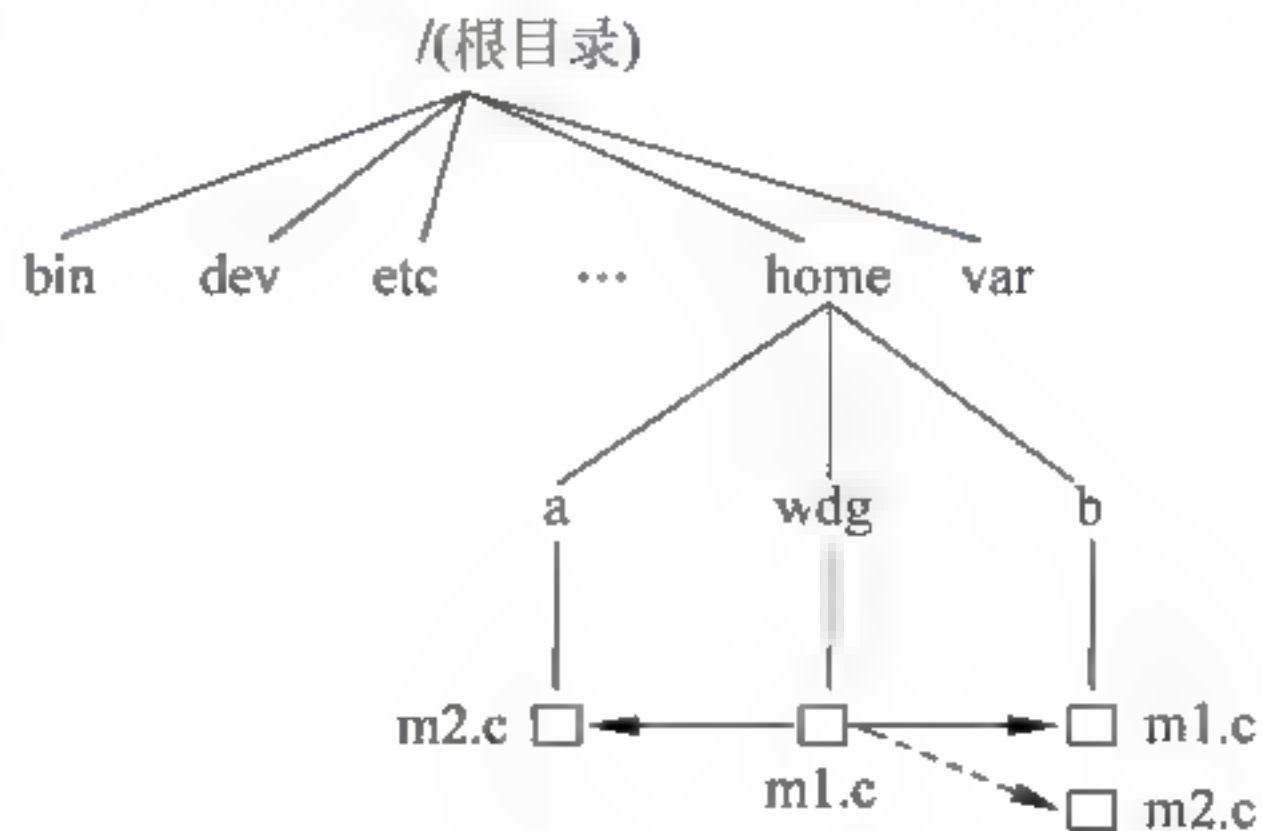 /(根目录)
bin dev etc … home var
a wdg b
m2.c m1.c
m1.c
m2.c